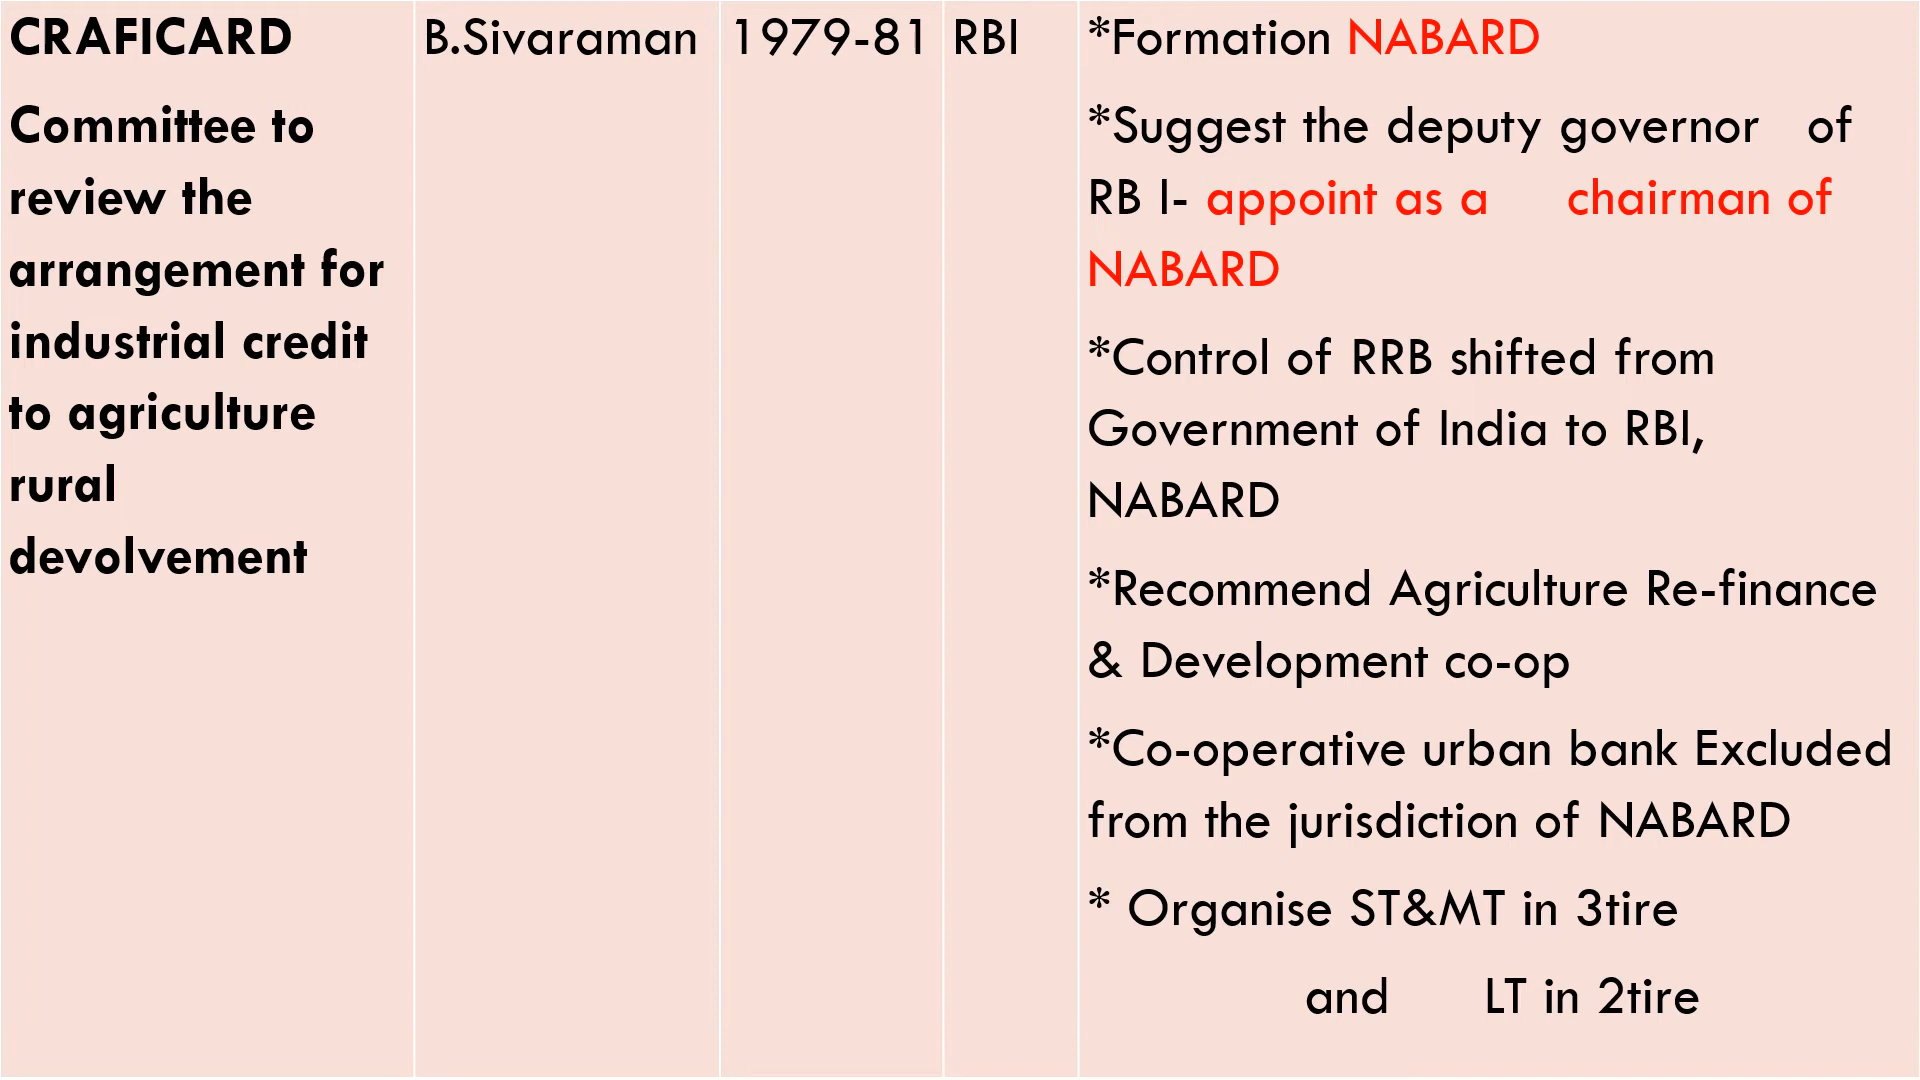 CRAFICARD
Committee to
review the
arrangement for
industrial credit
to agriculture
rural
devolvement
B.Sivaraman
1979-81
RBI
*Formation NABARD
*Suggest the deputy governor of
RB I- appoint as a chairman of
NABARD
*Control of RRB shifted from
Government of India to RBI,
NABARD
*Recommend Agriculture Re-finance
& Development co-op
*Co-operative urban bank Excluded
from the jurisdiction of NABARD
* Organise ST&MT in 3tire
and LT in 2tire